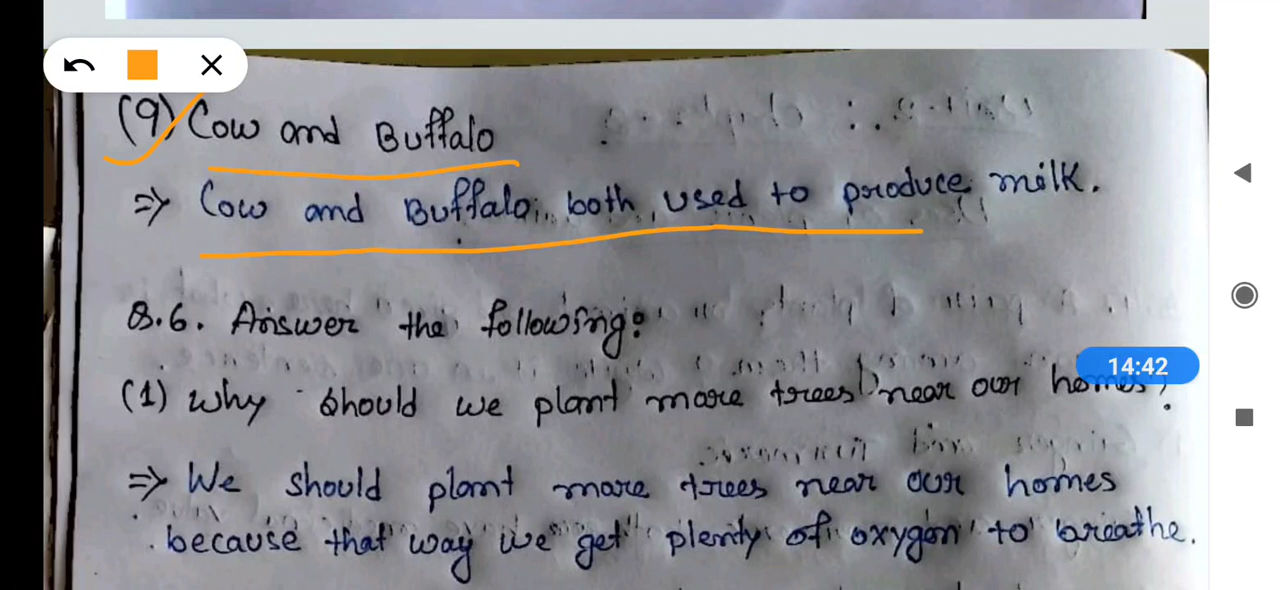 (9) Cow and Buffalo
=> Cow and Buffalo both used to produce milk.
Q.6. Answer the following:
14:42
(1) Why should we plant more trees near our homes?
=> We should plant more trees near our homes
because that way we get plenty of oxygen to breathe.